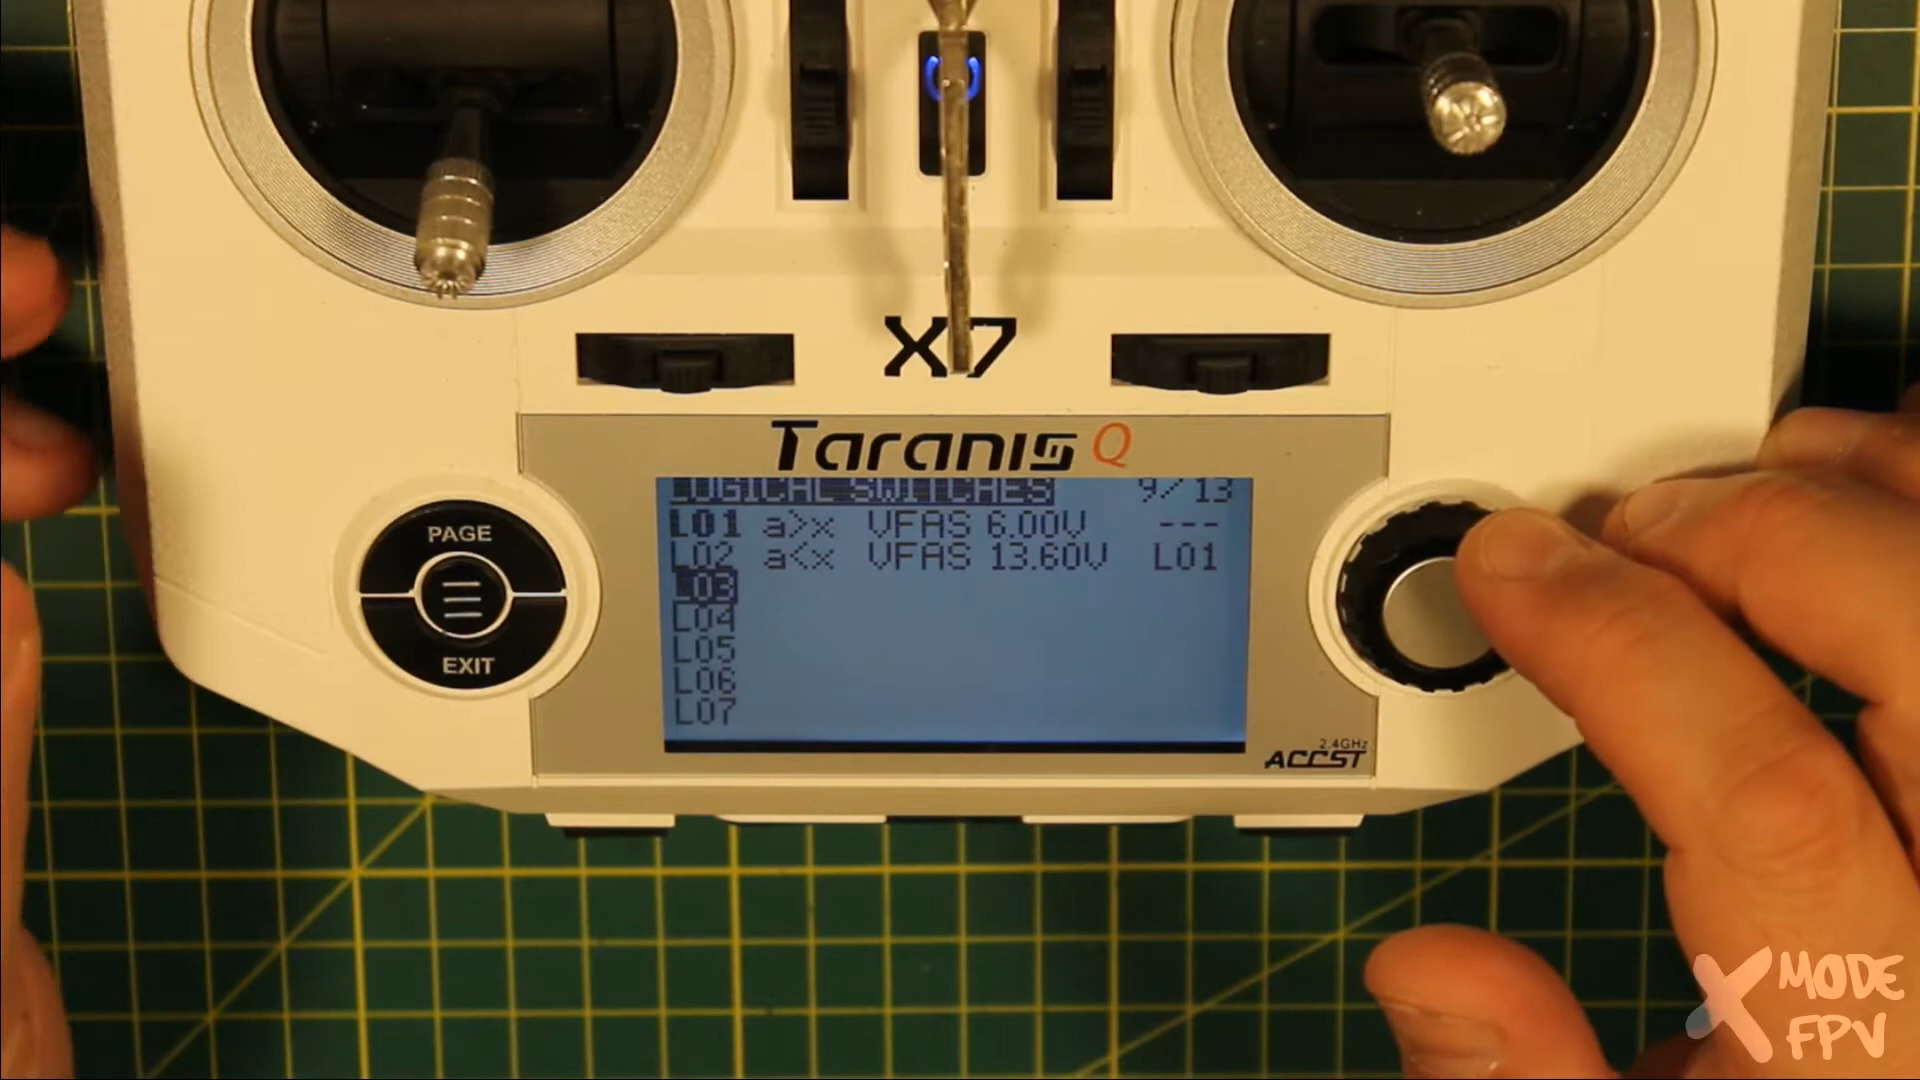 X7
Taranis Q
LOGICAL SWITCHES 9/13
L01 a>x VFAS 6.00V ---
L02 a<x VFAS 13.60V L01
L03
L04
L05
L06
L07
PAGE
EXIT
2.4GHz
ACCST
X MODE
FPV